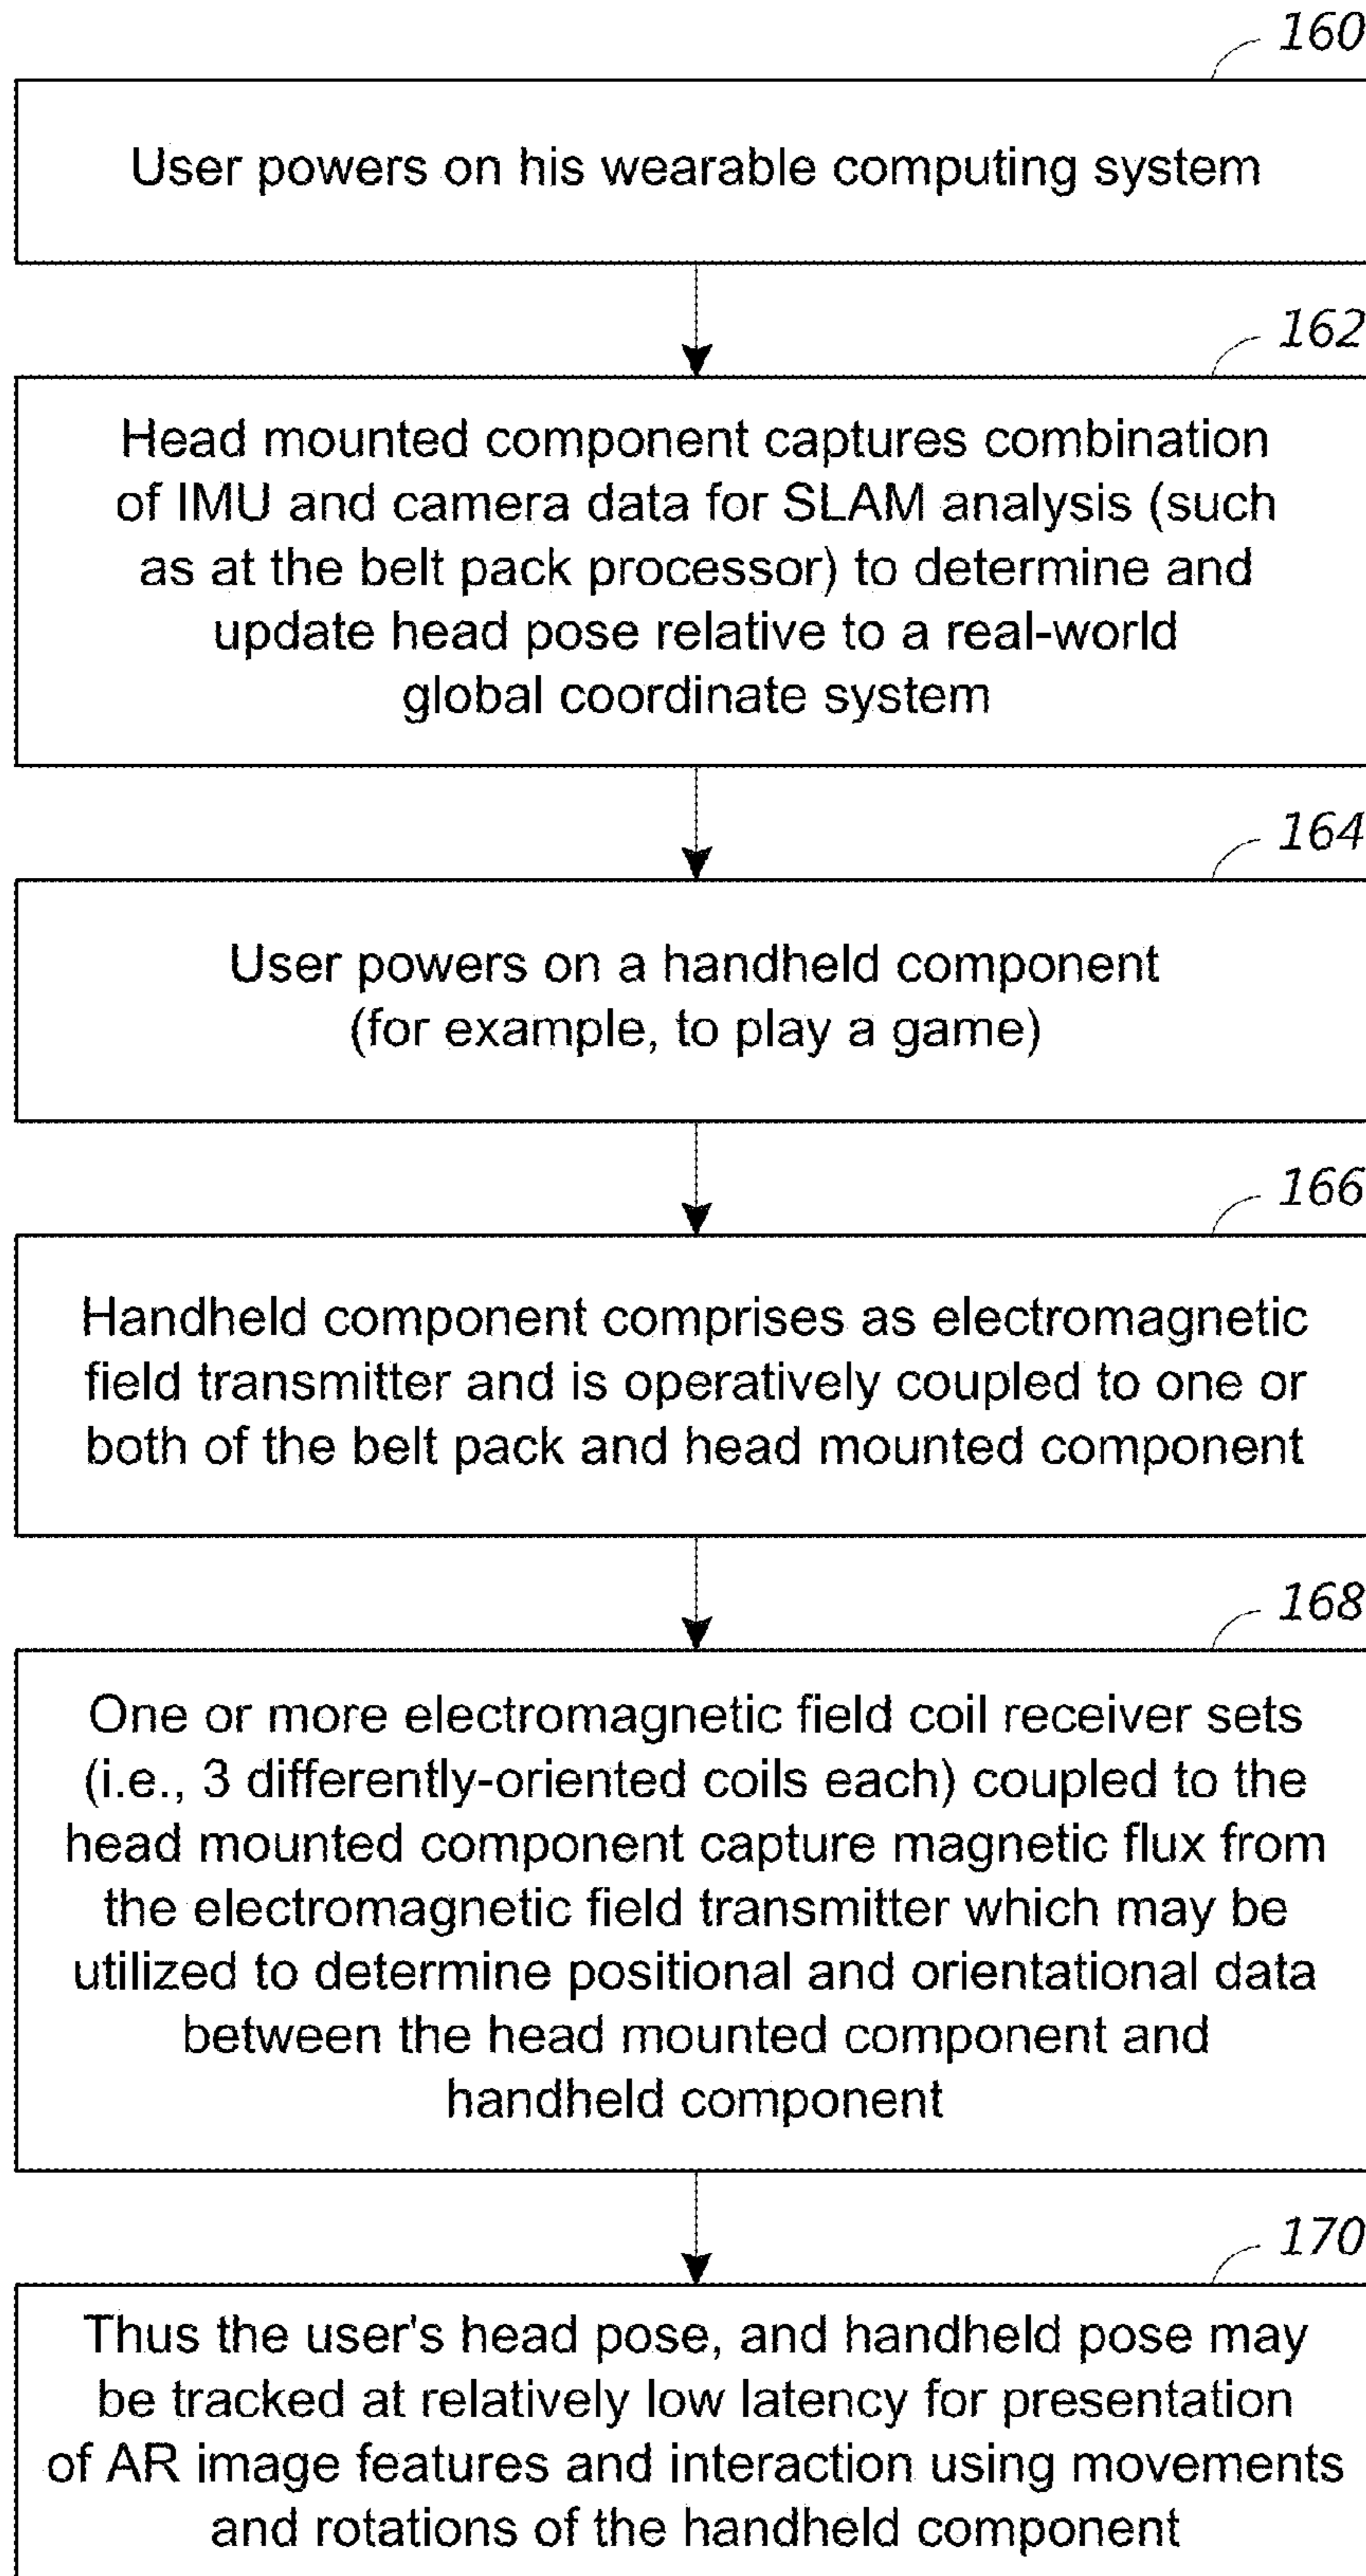 160
User powers on his wearable computing system
162
Head mounted component captures combination
of IMU and camera data for SLAM analysis (such
as at the belt pack processor) to determine and
update head pose relative to a real-world
global coordinate system
164
User powers on a handheld component
(for example, to play a game)
166
Handheld component comprises as electromagnetic
field transmitter and is operatively coupled to one or
both of the belt pack and head mounted component
168
One or more electromagnetic field coil receiver sets
(i.e., 3 differently-oriented coils each) coupled to the
head mounted component capture magnetic flux from
the electromagnetic field transmitter which may be
utilized to determine positional and orientational data
between the head mounted component and
handheld component
170
Thus the user's head pose, and handheld pose may
be tracked at relatively low latency for presentation
of AR image features and interaction using movements
and rotations of the handheld component